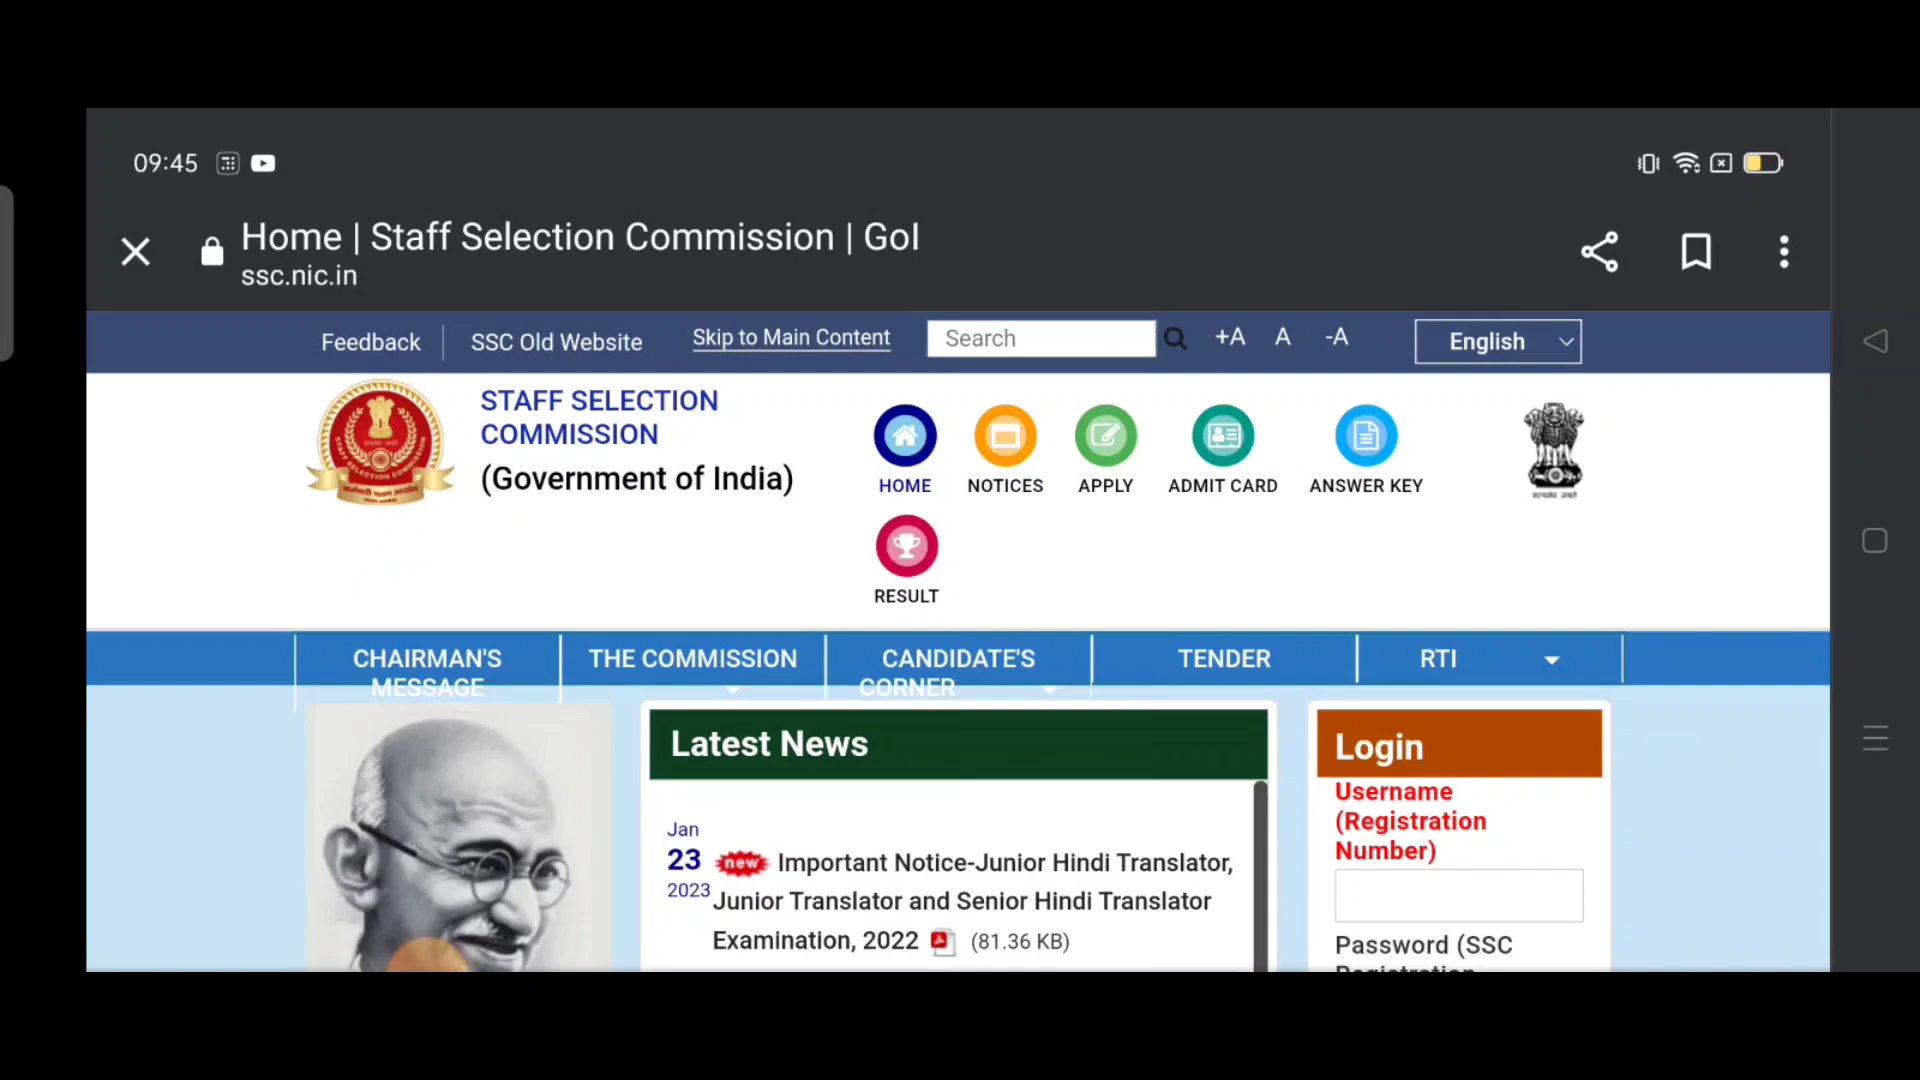 09:45
Home | Staff Selection Commission | GoI
ssc.nic.in
Feedback
SSC Old Website
Skip to Main Content
Search
+A A -A
English
STAFF SELECTION
COMMISSION
(Government of India)
HOME
NOTICES
APPLY
ADMIT CARD
ANSWER KEY
RESULT
CHAIRMAN'S
MESSAGE
THE COMMISSION
CANDIDATE'S
CORNER
TENDER
RTI
Latest News
Jan
23
2023
new Important Notice-Junior Hindi Translator,
Junior Translator and Senior Hindi Translator
Examination, 2022 (81.36 KB)
Login
Username
(Registration
Number)
Password (SSC
Registration